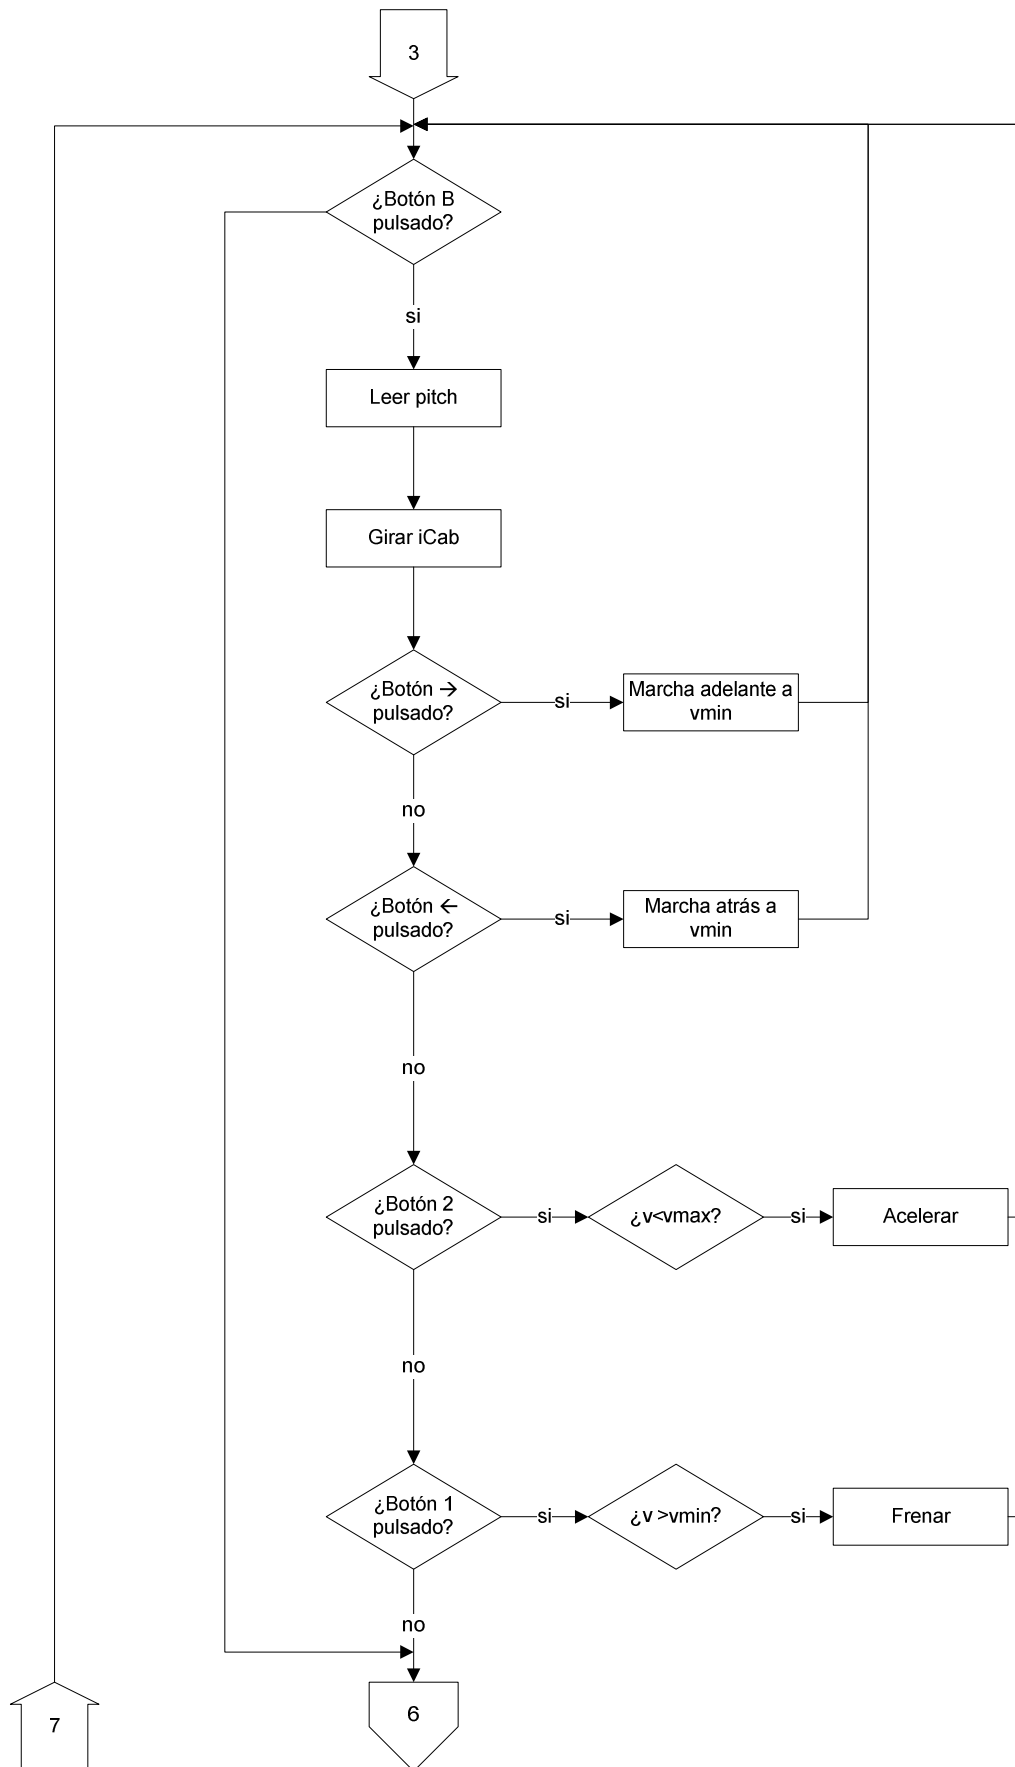 3
¿Botón B
pulsado?
si
Leer pitch
Girar iCab
¿Botón →
pulsado?
si
Marcha adelante a
vmin
no
¿Botón ←
pulsado?
si
Marcha atrás a
vmin
no
¿Botón 2
pulsado?
si
¿v<vmax?
si
Acelerar
no
¿Botón 1
pulsado?
si
¿v >vmin?
si
Frenar
no
7
6